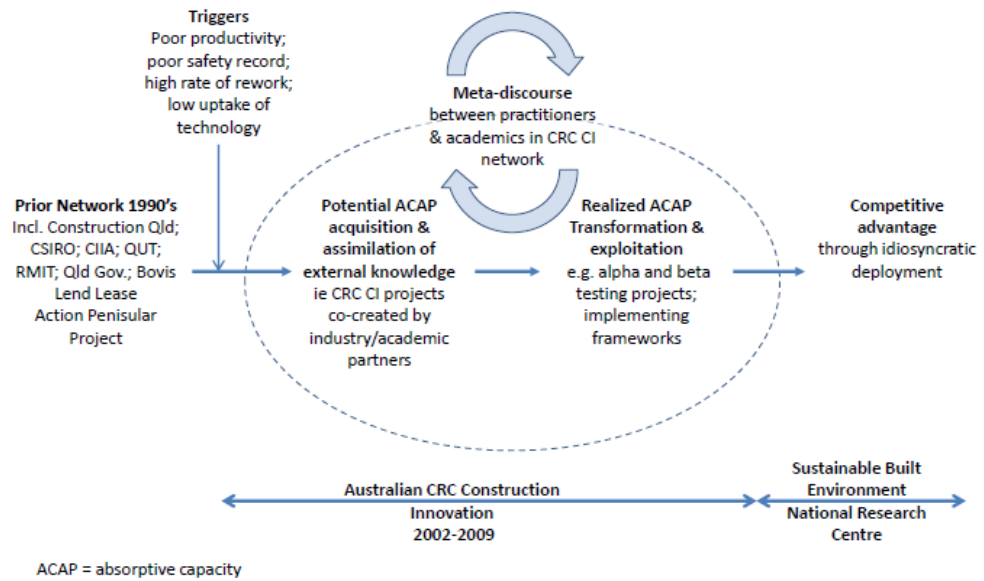 Triggers
Poor productivity;
poor safety record;
high rate of rework;
low uptake of
technology
Meta-discourse
between practitioners
& academics in CRC CI
network
Prior Network 1990's
Incl. Construction Qld;
CSIRO; CIIA; QUT;
RMIT; Qld Gov.; Bovis
Lend Lease
Action Penisular
Project
Potential ACAP
acquisition &
assimilation of
external knowledge
ie CRC CI projects
co-created by
industry/academic
partners
Realized ACAP
Transformation &
exploitation
e.g. alpha and beta
testing projects;
implementing
frameworks
Competitive
advantage
through idiosyncratic
deployment
Australian CRC Construction
Innovation
2002-2009
Sustainable Built
Environment
National Research
Centre
ACAP = absorptive capacity